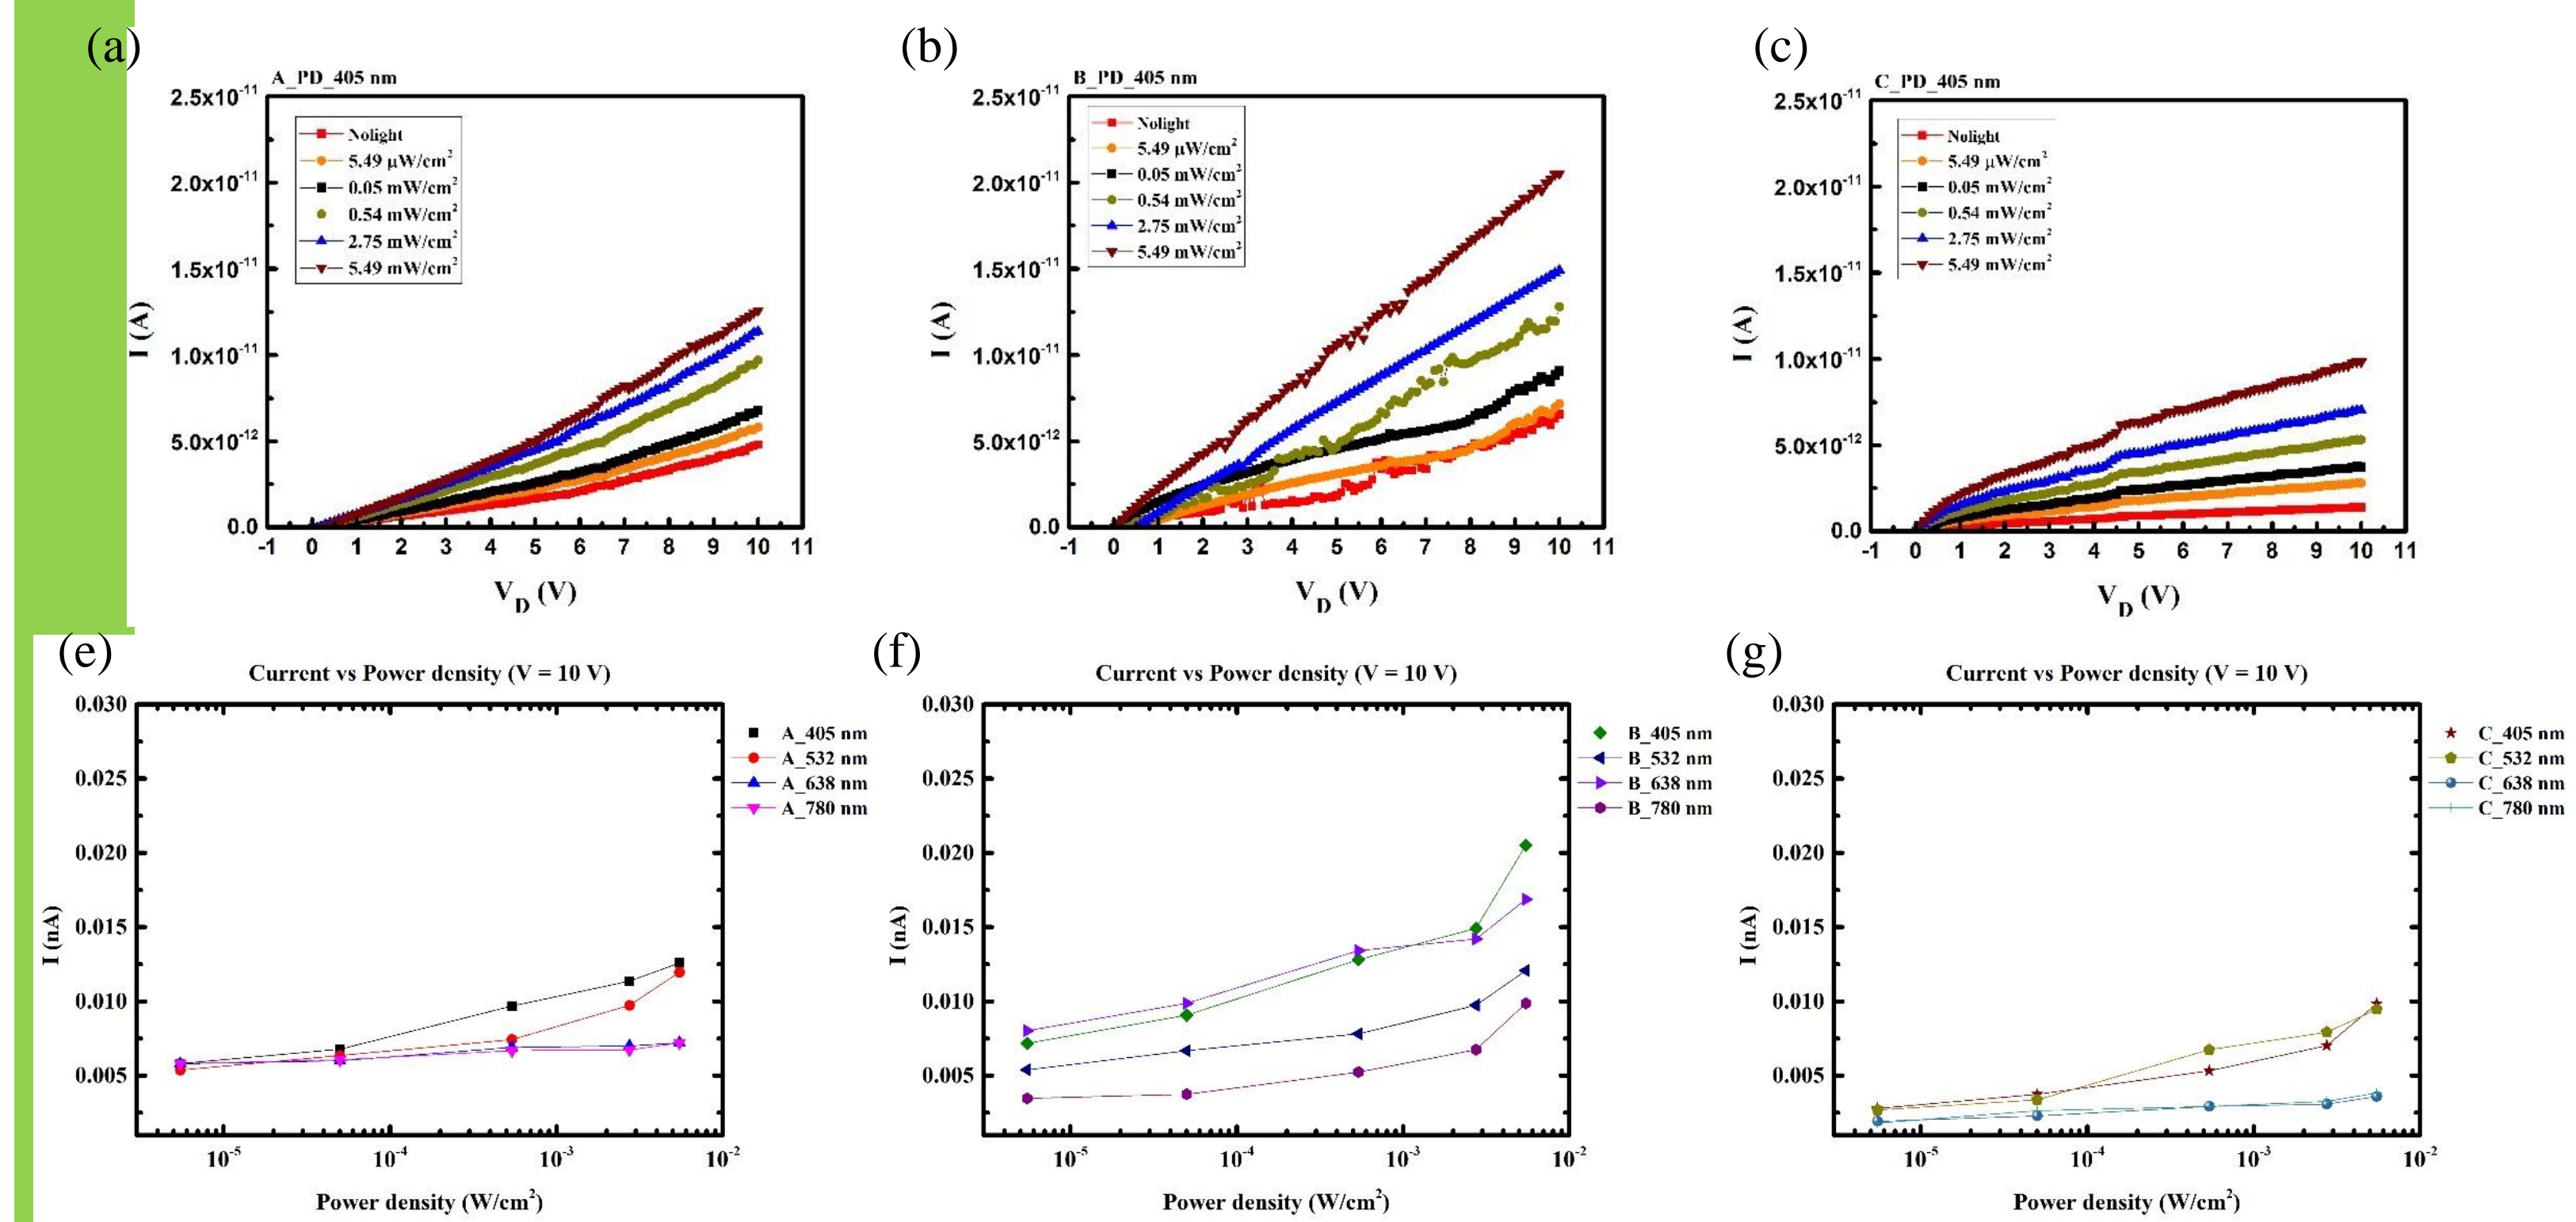 (a)
A_PD_405 nm
2.5x10⁻¹¹
2.0x10⁻¹¹
1.5x10⁻¹¹
1.0x10⁻¹¹
5.0x10⁻¹²
0.0
I (A)
Nolight
5.49 μW/cm²
0.05 mW/cm²
0.54 mW/cm²
2.75 mW/cm²
5.49 mW/cm²
-1 0 1 2 3 4 5 6 7 8 9 10 11
V_D (V)
(b)
B_PD_405 nm
2.5x10⁻¹¹
2.0x10⁻¹¹
1.5x10⁻¹¹
1.0x10⁻¹¹
5.0x10⁻¹²
0.0
I (A)
Nolight
5.49 μW/cm²
0.05 mW/cm²
0.54 mW/cm²
2.75 mW/cm²
5.49 mW/cm²
-1 0 1 2 3 4 5 6 7 8 9 10 11
V_D (V)
(c)
C_PD_405 nm
2.5x10⁻¹¹
2.0x10⁻¹¹
1.5x10⁻¹¹
1.0x10⁻¹¹
5.0x10⁻¹²
0.0
I (A)
Nolight
5.49 μW/cm²
0.05 mW/cm²
0.54 mW/cm²
2.75 mW/cm²
5.49 mW/cm²
-1 0 1 2 3 4 5 6 7 8 9 10 11
V_D (V)
(e)
Current vs Power density (V = 10 V)
0.030
0.025
0.020
0.015
0.010
0.005
I (nA)
A_405 nm
A_532 nm
A_638 nm
A_780 nm
10⁻⁵ 10⁻⁴ 10⁻³ 10⁻²
Power density (W/cm²)
(f)
Current vs Power density (V = 10 V)
0.030
0.025
0.020
0.015
0.010
0.005
I (nA)
B_405 nm
B_532 nm
B_638 nm
B_780 nm
10⁻⁵ 10⁻⁴ 10⁻³ 10⁻²
Power density (W/cm²)
(g)
Current vs Power density (V = 10 V)
0.030
0.025
0.020
0.015
0.010
0.005
I (nA)
C_405 nm
C_532 nm
C_638 nm
C_780 nm
10⁻⁵ 10⁻⁴ 10⁻³ 10⁻²
Power density (W/cm²)